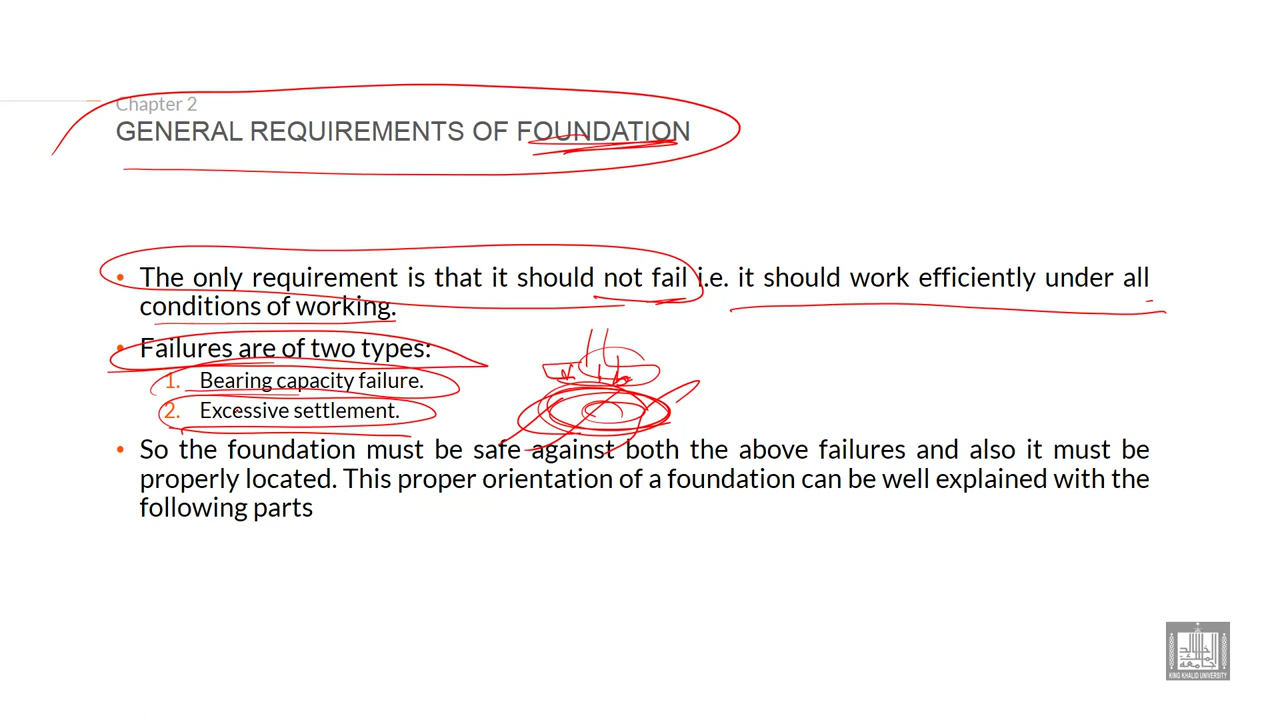 Chapter 2
GENERAL REQUIREMENTS OF FOUNDATION
• The only requirement is that it should not fail i.e. it should work efficiently under all
conditions of working.
• Failures are of two types:
1. Bearing capacity failure.
2. Excessive settlement.
• So the foundation must be safe against both the above failures and also it must be
properly located. This proper orientation of a foundation can be well explained with the
following parts
KING KHALID UNIVERSITY